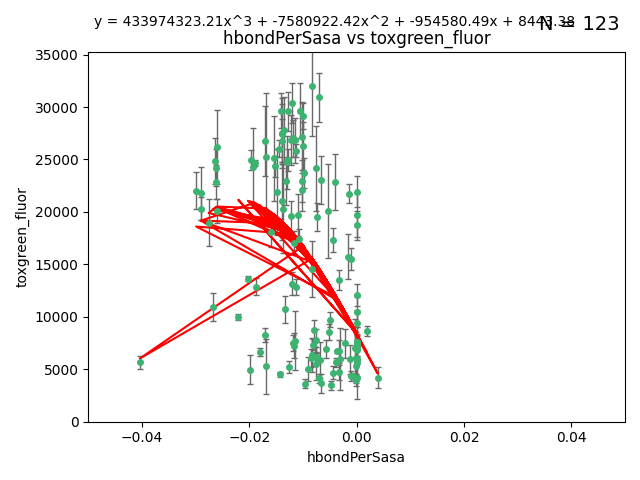 y = 433974323.21x^3 + -7580922.42x^2 + -954580.49x + 8443.38
N = 123
hbondPerSasa vs toxgreen_fluor
35000
30000
25000
20000
15000
10000
5000
0
toxgreen_fluor
−0.04
−0.02
0.00
0.02
0.04
hbondPerSasa